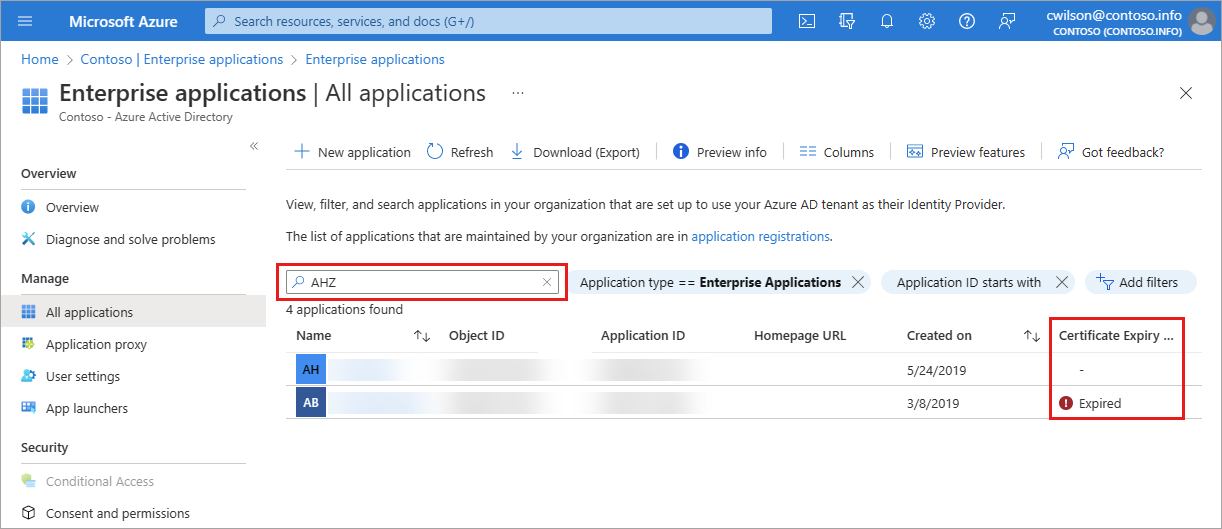 Microsoft Azure
Search resources, services, and docs (G+/)
cwilson@contoso.info
CONTOSO (CONTOSO.INFO)
Home > Contoso | Enterprise applications > Enterprise applications
Enterprise applications | All applications ...
Contoso - Azure Active Directory
«
Overview
Overview
Diagnose and solve problems
Manage
All applications
Application proxy
User settings
App launchers
Security
Conditional Access
Consent and permissions
New application Refresh Download (Export) Preview info Columns Preview features Got feedback?
View, filter, and search applications in your organization that are set up to use your Azure AD tenant as their Identity Provider.
The list of applications that are maintained by your organization are in application registrations.
AHZ
Application type == Enterprise Applications
Application ID starts with
Add filters
4 applications found
Name Object ID Application ID Homepage URL Created on Certificate Expiry ...
AH 5/24/2019 -
AB 3/8/2019 Expired